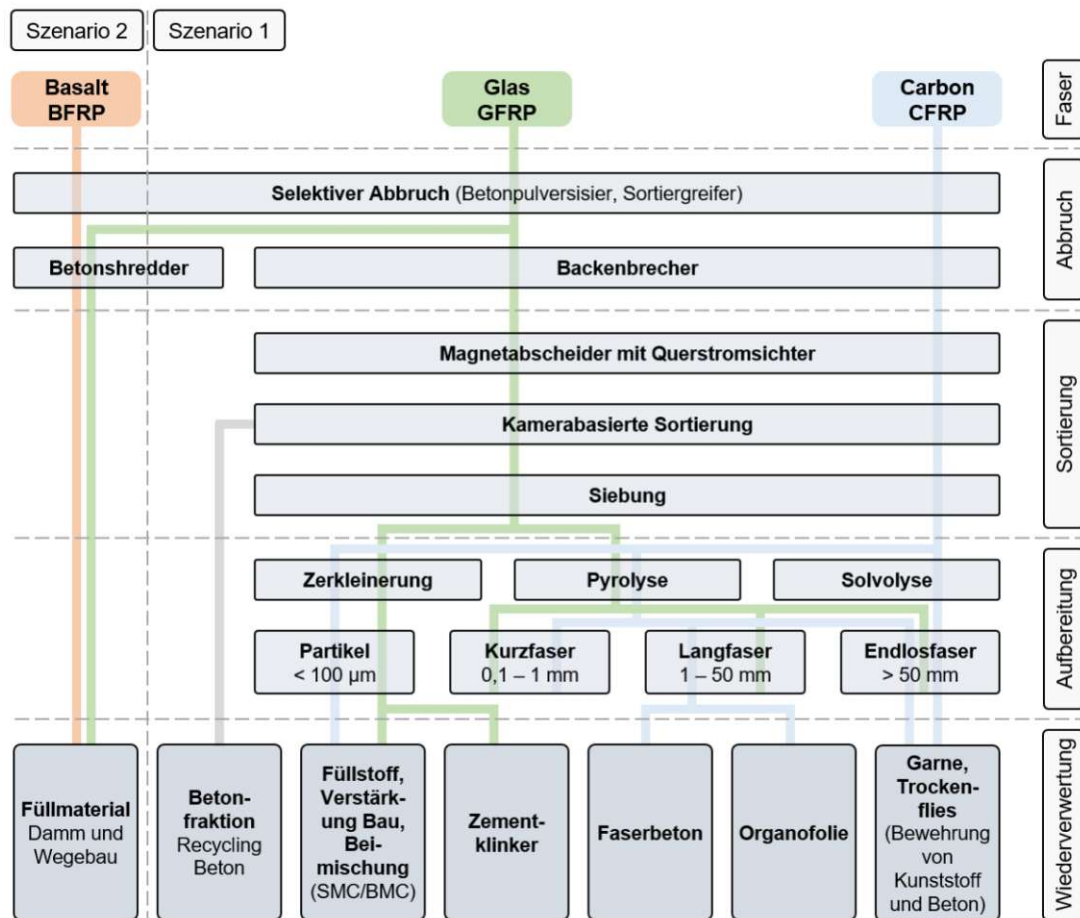 Szenario 2
Szenario 1
Basalt
BFRP
Glas
GFRP
Carbon
CFRP
Faser
Selektiver Abbruch (Betonpulversisier, Sortiergreifer)
Betonshredder
Backenbrecher
Abbruch
Magnetabscheider mit Querstromsichter
Kamerabasierte Sortierung
Siebung
Sortierung
Zerkleinerung
Pyrolyse
Solvolyse
Partikel
< 100 µm
Kurzfaser
0,1 – 1 mm
Langfaser
1 – 50 mm
Endlosfaser
> 50 mm
Aufbereitung
Füllmaterial
Damm und
Wegebau
Beton-
fraktion
Recycling
Beton
Füllstoff,
Verstärk-
ung Bau,
Bei-
mischung
(SMC/BMC)
Zement-
klinker
Faserbeton
Organofolie
Garne,
Trocken-
flies
(Bewehrung
von
Kunststoff
und Beton)
Wiederverwertung